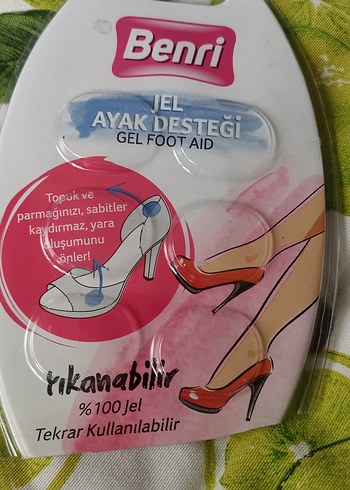 Benri
JEL
AYAK DESTEĞİ
GEL FOOT AID
Topuk ve
parmağınızı, sabitler
kaydırmaz, yara
oluşumunu
önler!
Yıkanabilir
%100 Jel
Tekrar Kullanılabilir